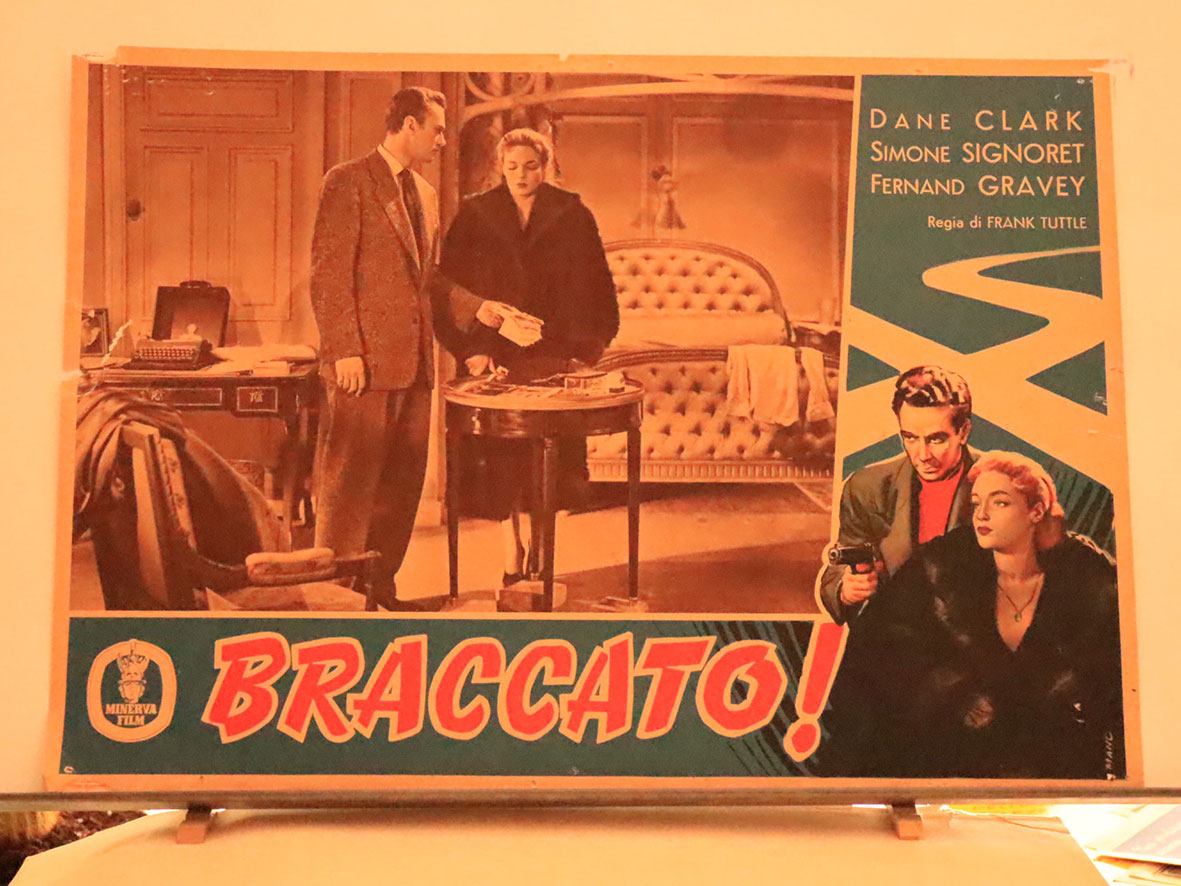 DANE CLARK
SIMONE SIGNORET
FERNAND GRAVEY
Regia di FRANK TUTTLE
BRACCATO!
MINERVA
FILM